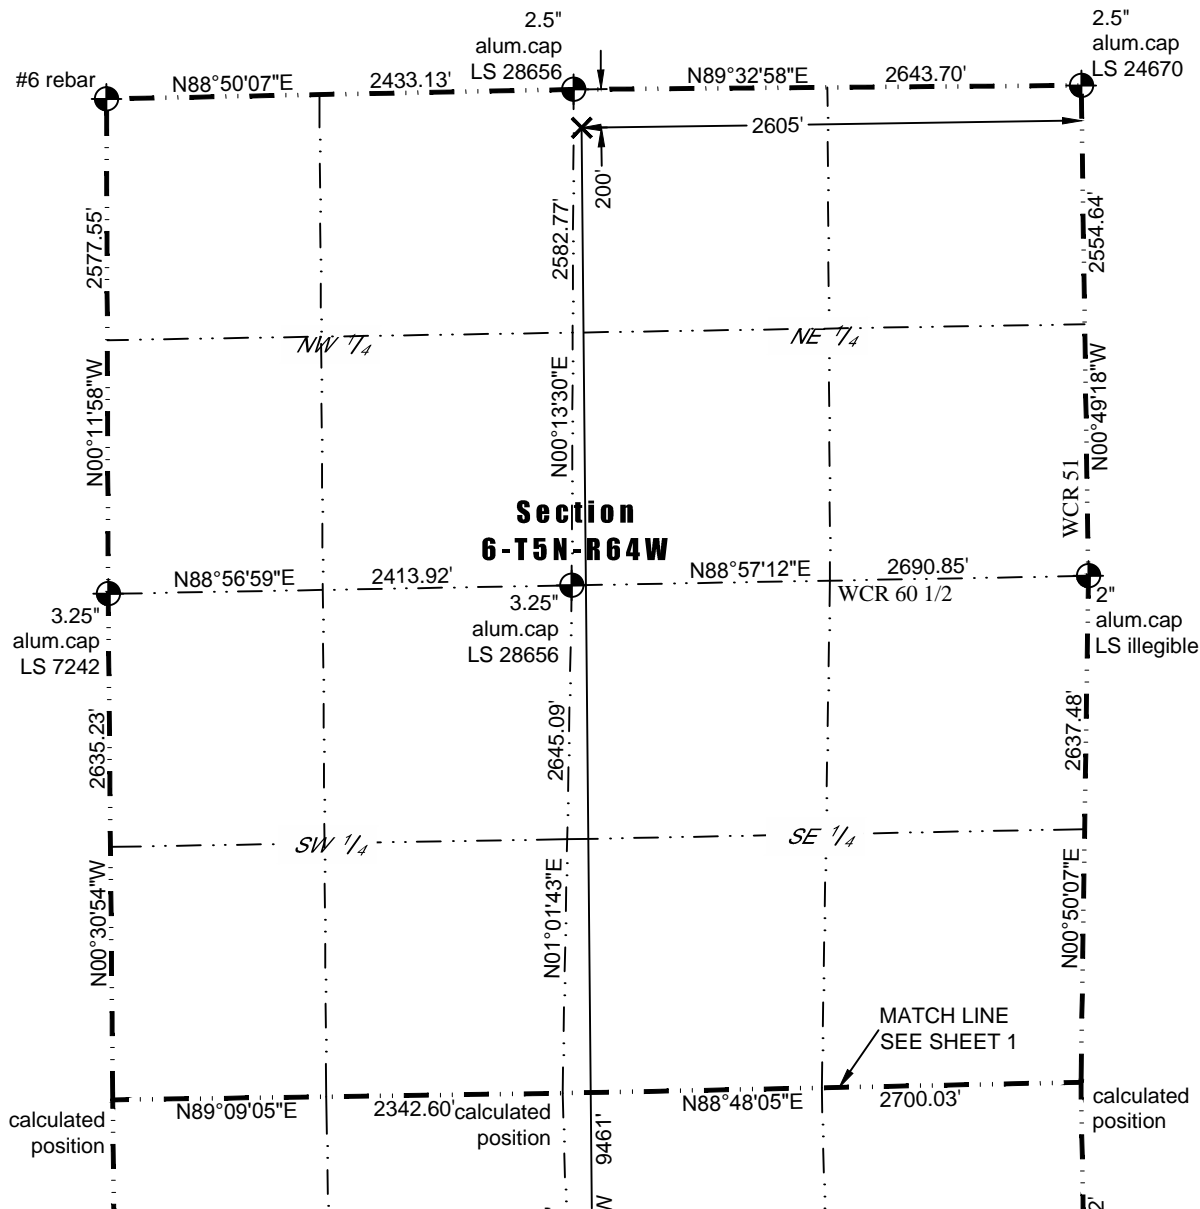 2.5"
alum.cap
LS 28656
2.5"
alum.cap
LS 24670
#6 rebar
N88°50'07"E
2433.13'
N89°32'58"E
2643.70'
2605'
200'
2577.55'
2582.77'
2554.64'
NW 1/4
NE 1/4
N00°11'58"W
N00°13'30"E
N00°49'18"W
WCR 51
Section
6-T5N-R64W
N88°56'59"E
2413.92'
N88°57'12"E
2690.85'
WCR 60 1/2
3.25"
alum.cap
LS 7242
3.25"
alum.cap
LS 28656
2"
alum.cap
LS illegible
2635.23'
2645.09'
2637.48'
SW 1/4
SE 1/4
N00°30'54"W
N01°01'43"E
N00°50'07"E
MATCH LINE
SEE SHEET 1
N89°09'05"E
2342.60'
N88°48'05"E
2700.03'
calculated
position
calculated
position
calculated
position
9461'
W
2'